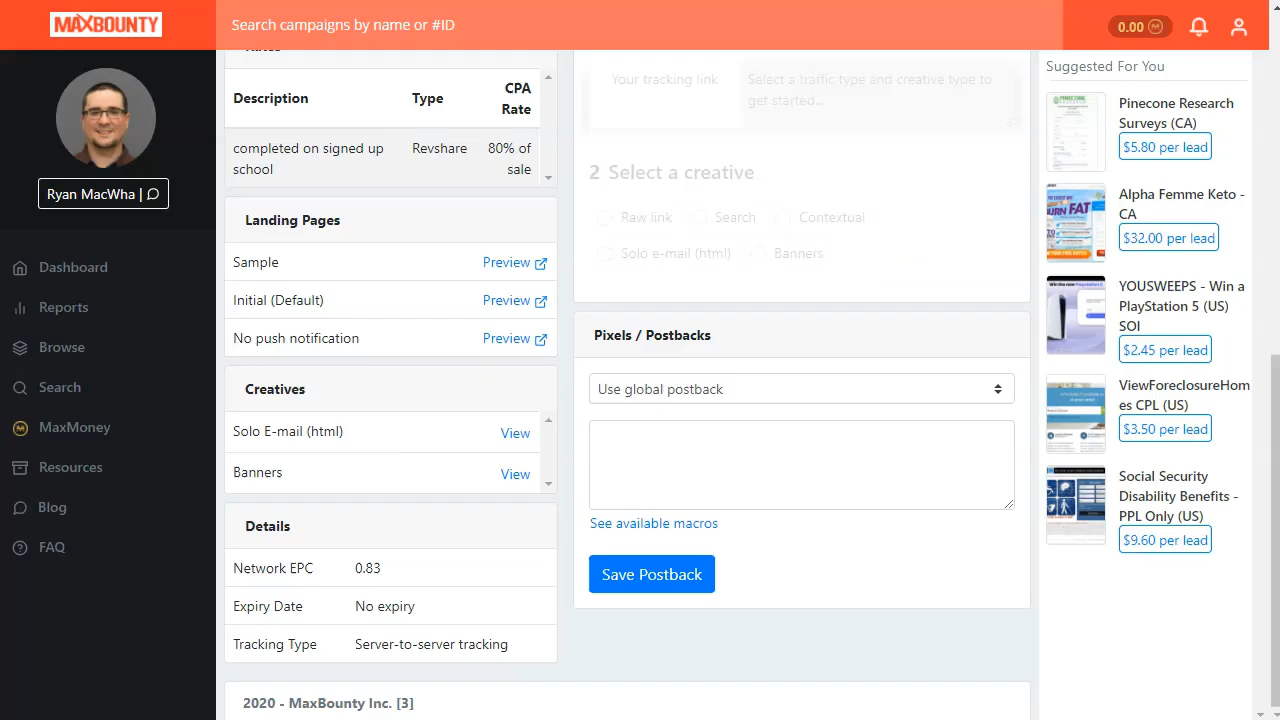 MAXBOUNTY
Search campaigns by name or #ID
0.00
Ryan MacWha |
Dashboard
Reports
Browse
Search
MaxMoney
Resources
Blog
FAQ
Description Type CPA Rate
completed on signed up school Revshare 80% of sale
Landing Pages
Sample Preview
Initial (Default) Preview
No push notification Preview
Creatives
Solo E-mail (html) View
Banners View
Details
Network EPC 0.83
Expiry Date No expiry
Tracking Type Server-to-server tracking
Your tracking link
Select a traffic type and creative type to
get started...
2 Select a creative
Raw link Search Contextual
Solo e-mail (html) Banners
Pixels / Postbacks
Use global postback
See available macros
Save Postback
Suggested For You
Pinecone Research
Surveys (CA)
$5.80 per lead
Alpha Femme Keto -
CA
$32.00 per lead
YOUSWEEPS - Win a
PlayStation 5 (US)
SOI
$2.45 per lead
ViewForeclosureHom
es CPL (US)
$3.50 per lead
Social Security
Disability Benefits -
PPL Only (US)
$9.60 per lead
2020 - MaxBounty Inc. [3]